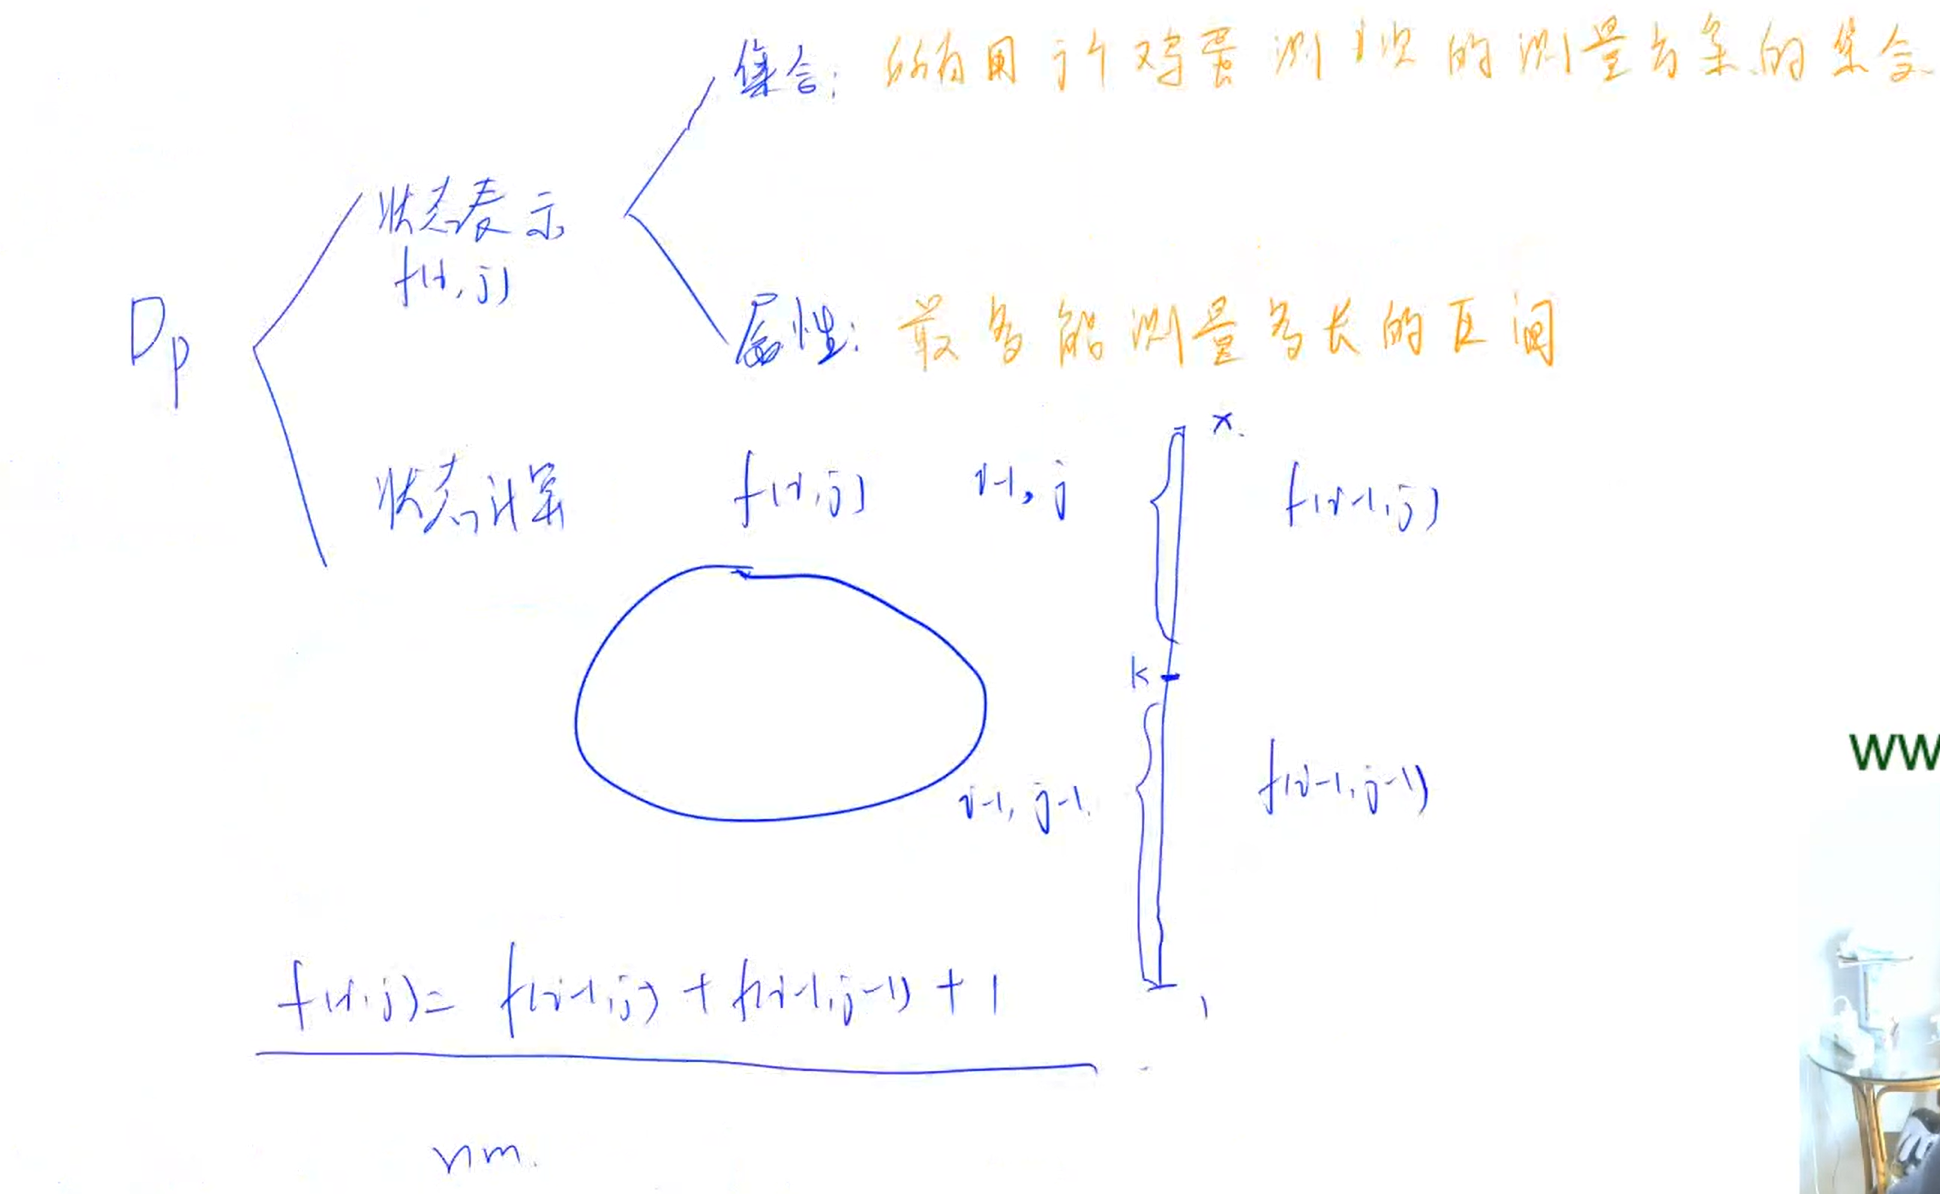 集合: 所有用j个鸡蛋测i次的测量方案的集合
状态表示
f(i,j)
DP
属性: 最多能测量多长的区间
x
状态计算 f(i,j) i-1, j f(i-1,j)
k
i-1, j-1 f(i-1,j-1)
f(i,j)= f(i-1,j) + f(i-1,j-1) + 1
1
nm.
ww